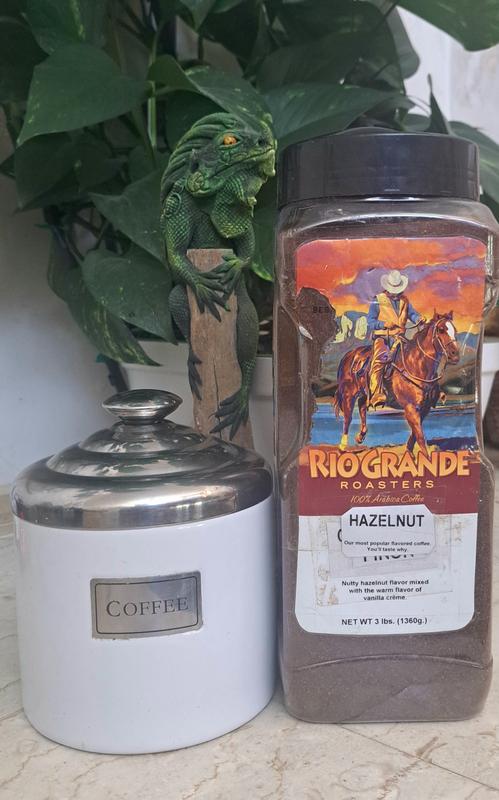 COFFEE
BES
RIO GRANDE
ROASTERS
100% Arabica Coffee
HAZELNUT
Our most popular flavored coffee.
You'll taste why.
Nutty hazelnut flavor mixed
with the warm flavor of
vanilla crème.
NET WT 3 lbs. (1360g.)